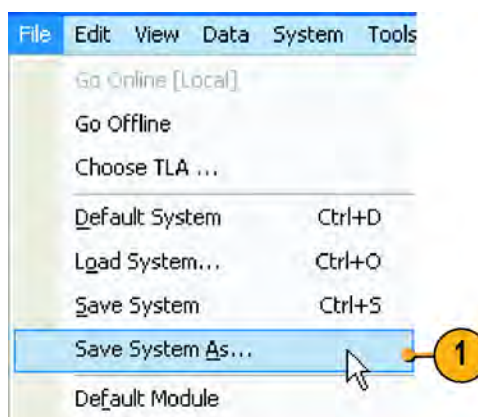 File Edit View Data System Tools
Go Online [Local]
Go Offline
Choose TLA ...
Default System Ctrl+D
Load System... Ctrl+O
Save System Ctrl+S
Save System As...
1
Default Module